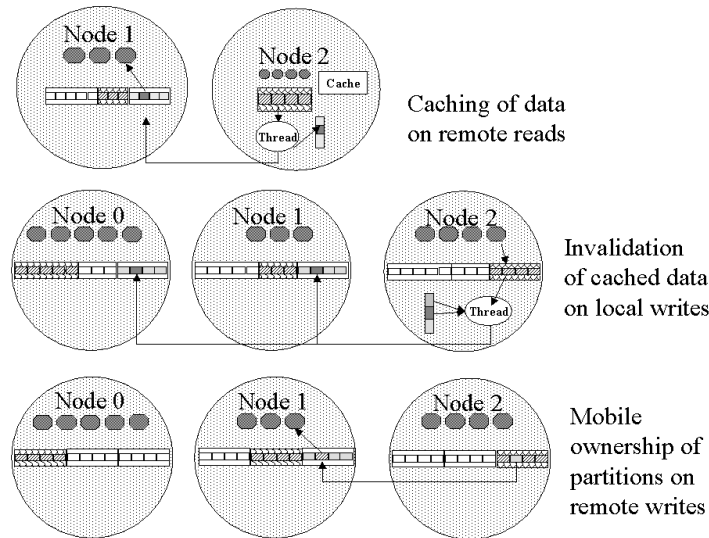 Node 1
Node 2
Cache
Thread
Caching of data
on remote reads
Node 0
Node 1
Node 2
Thread
Invalidation
of cached data
on local writes
Node 0
Node 1
Node 2
Mobile
ownership of
partitions on
remote writes